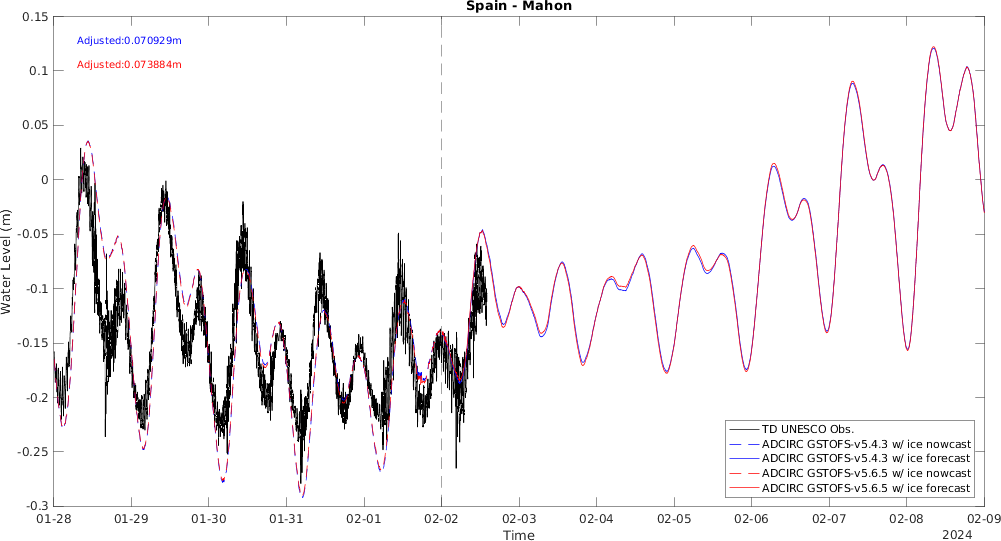 Spain - Mahon
Adjusted:0.070929m
Adjusted:0.073884m
Water Level (m)
0.15
0.1
0.05
0
-0.05
-0.1
-0.15
-0.2
-0.25
-0.3
01-28
01-29
01-30
01-31
02-01
02-02
02-03
02-04
02-05
02-06
02-07
02-08
02-09
Time
2024
TD UNESCO Obs.
ADCIRC GSTOFS-v5.4.3 w/ ice nowcast
ADCIRC GSTOFS-v5.4.3 w/ ice forecast
ADCIRC GSTOFS-v5.6.5 w/ ice nowcast
ADCIRC GSTOFS-v5.6.5 w/ ice forecast